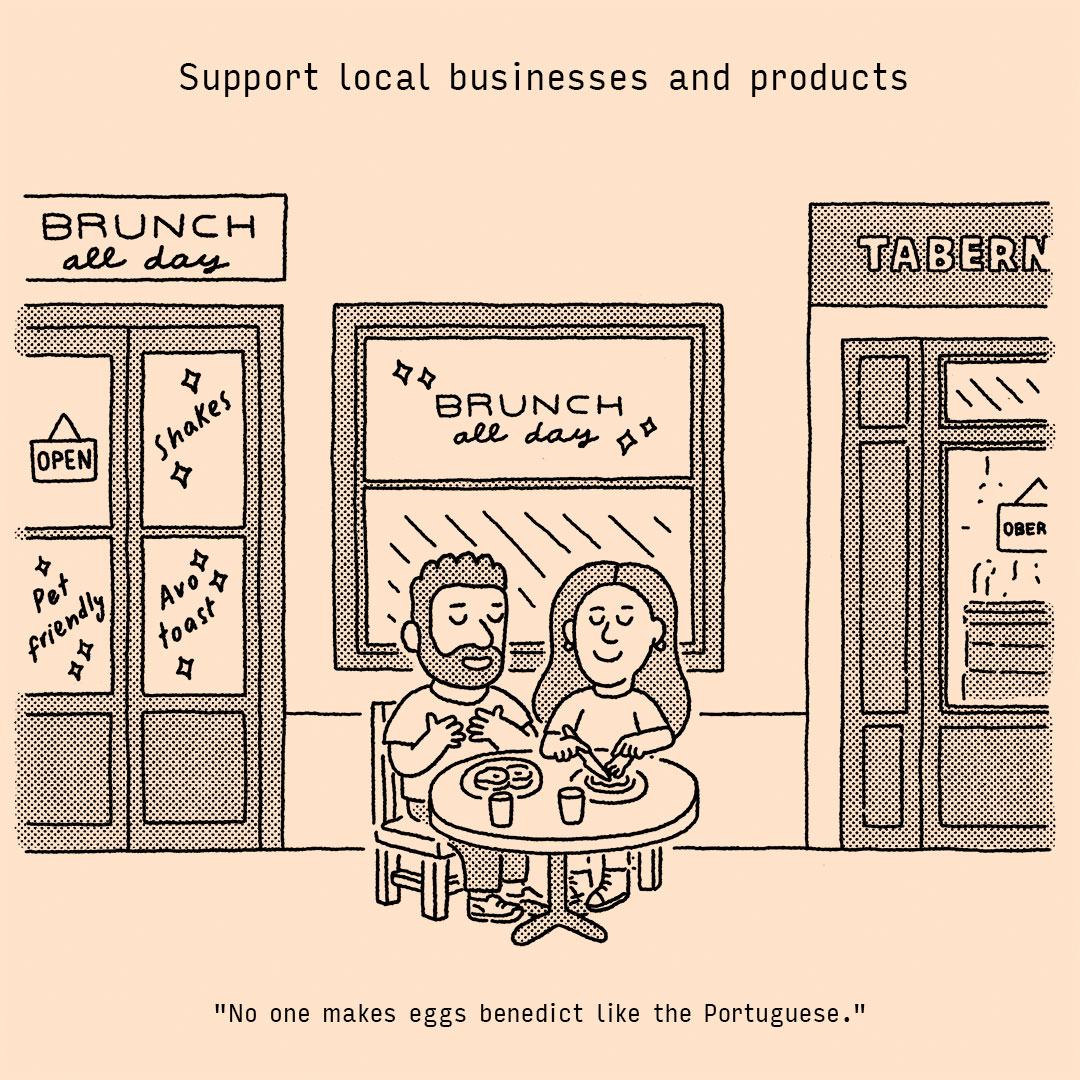 Support local businesses and products
BRUNCH
all day
TABERN
BRUNCH
all day
Shakes
OPEN
OBER
Pet
friendly
Avo
toast
"No one makes eggs benedict like the Portuguese."